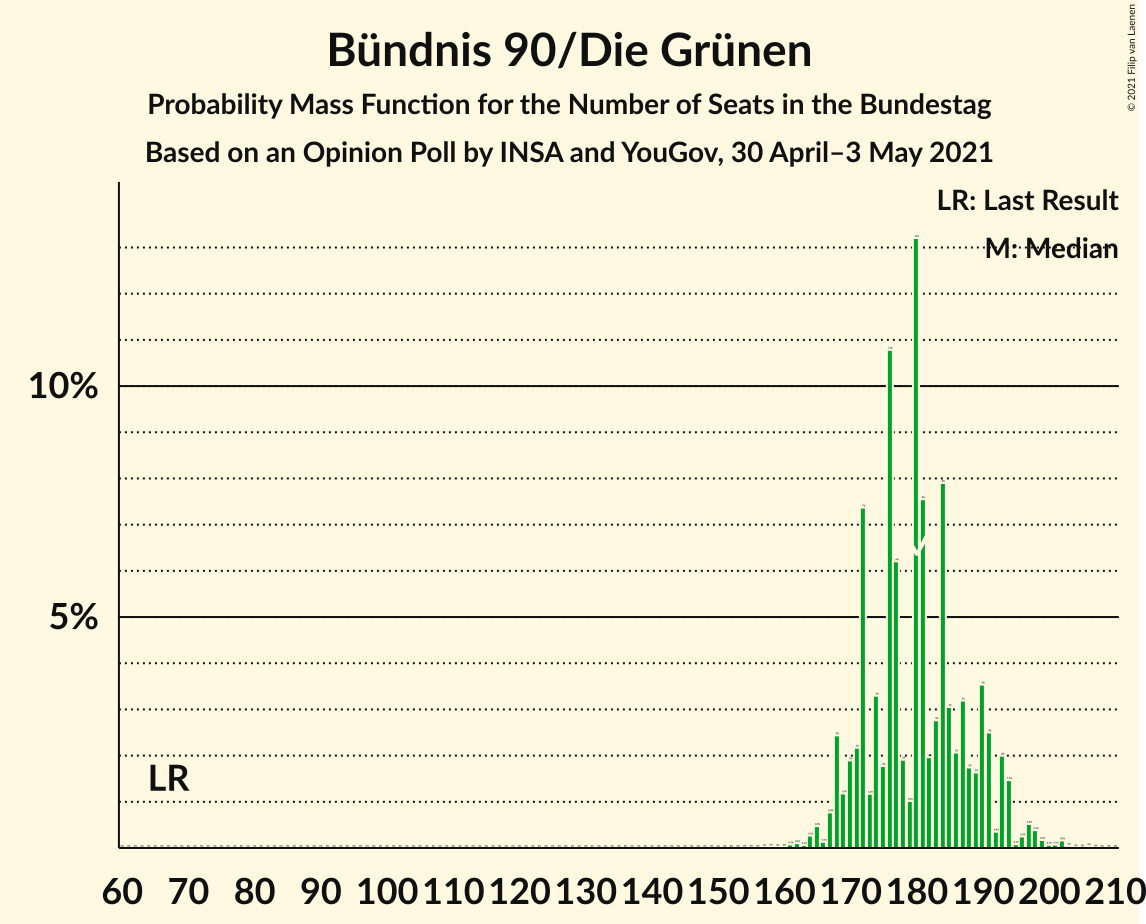 Bündnis 90/Die Grünen
Probability Mass Function for the Number of Seats in the Bundestag
Based on an Opinion Poll by INSA and YouGov, 30 April–3 May 2021
© 2021 Filip van Laenen
LR: Last Result
M: Median
10%
5%
LR
60 70 80 90 100 110 120 130 140 150 160 170 180 190 200 210